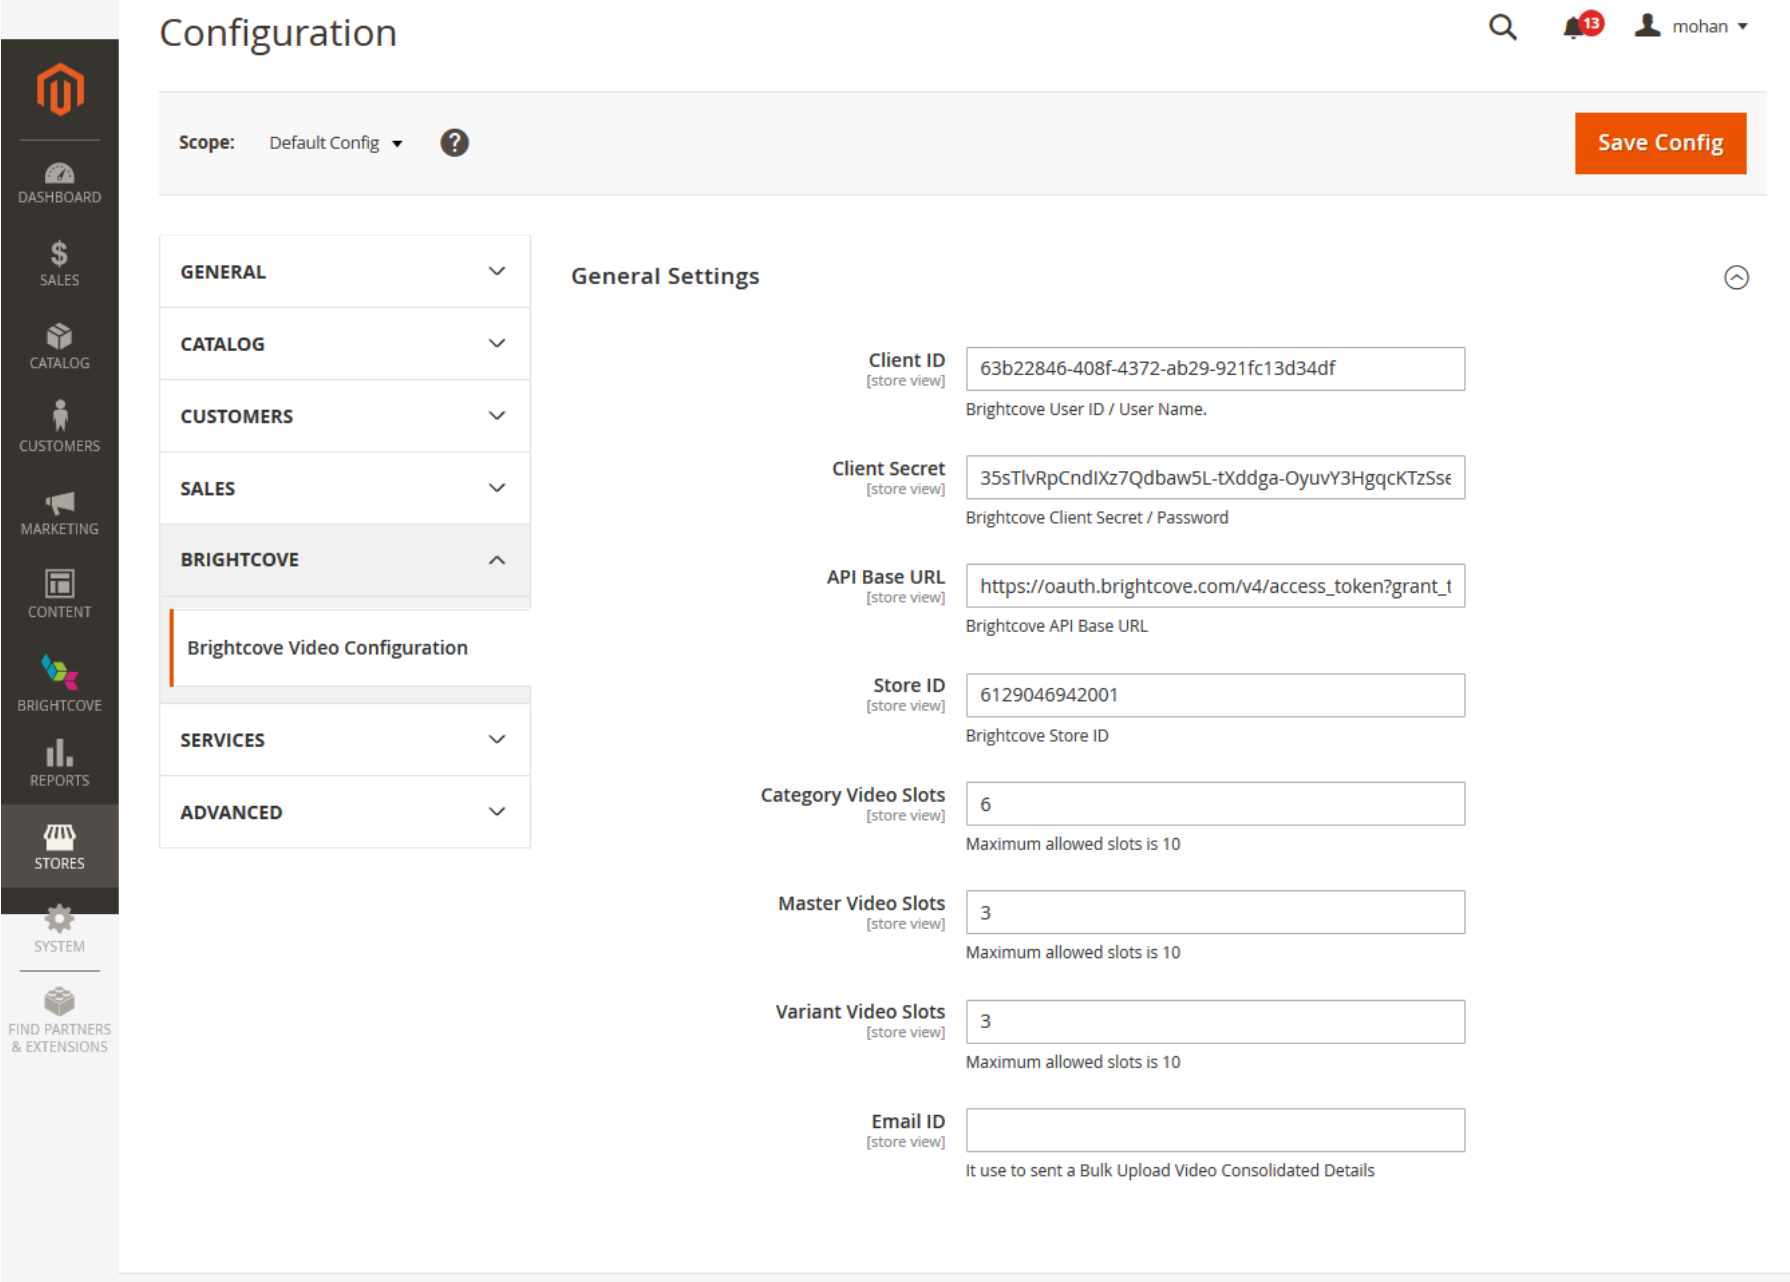 Configuration
13
mohan
Scope:
Default Config
?
Save Config
DASHBOARD
SALES
CATALOG
CUSTOMERS
MARKETING
CONTENT
BRIGHTCOVE
REPORTS
STORES
SYSTEM
FIND PARTNERS
& EXTENSIONS
GENERAL
CATALOG
CUSTOMERS
SALES
BRIGHTCOVE
Brightcove Video Configuration
SERVICES
ADVANCED
General Settings
Client ID
[store view]
63b22846-408f-4372-ab29-921fc13d34df
Brightcove User ID / User Name.
Client Secret
[store view]
Brightcove Client Secret / Password
API Base URL
[store view]
https://oauth.brightcove.com/v4/access_token?grant_t
Brightcove API Base URL
Store ID
[store view]
6129046942001
Brightcove Store ID
Category Video Slots
[store view]
6
Maximum allowed slots is 10
Master Video Slots
[store view]
3
Maximum allowed slots is 10
Variant Video Slots
[store view]
3
Maximum allowed slots is 10
Email ID
[store view]
It use to sent a Bulk Upload Video Consolidated Details